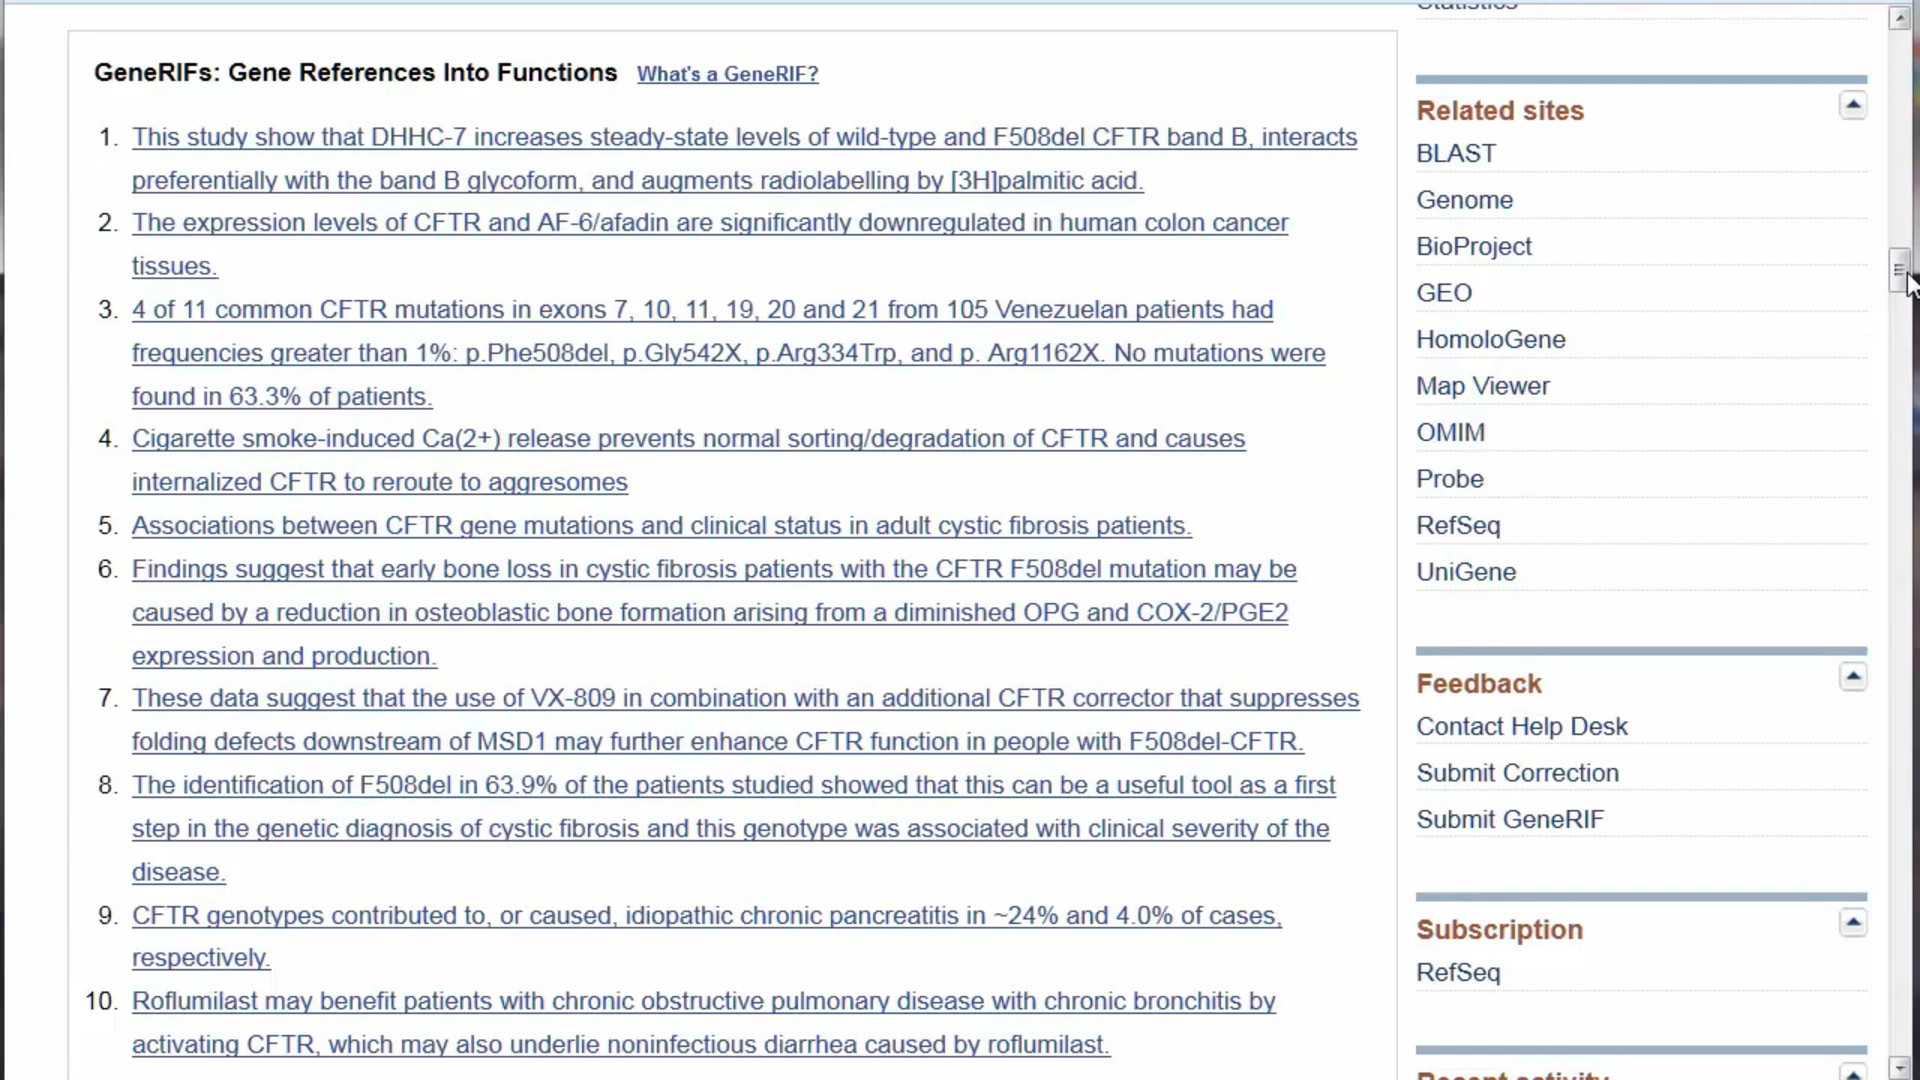 Statistics
GeneRIFs: Gene References Into Functions What's a GeneRIF?
1. This study show that DHHC-7 increases steady-state levels of wild-type and F508del CFTR band B, interacts
preferentially with the band B glycoform, and augments radiolabelling by [3H]palmitic acid.
2. The expression levels of CFTR and AF-6/afadin are significantly downregulated in human colon cancer
tissues.
3. 4 of 11 common CFTR mutations in exons 7, 10, 11, 19, 20 and 21 from 105 Venezuelan patients had
frequencies greater than 1%: p.Phe508del, p.Gly542X, p.Arg334Trp, and p. Arg1162X. No mutations were
found in 63.3% of patients.
4. Cigarette smoke-induced Ca(2+) release prevents normal sorting/degradation of CFTR and causes
internalized CFTR to reroute to aggresomes
5. Associations between CFTR gene mutations and clinical status in adult cystic fibrosis patients.
6. Findings suggest that early bone loss in cystic fibrosis patients with the CFTR F508del mutation may be
caused by a reduction in osteoblastic bone formation arising from a diminished OPG and COX-2/PGE2
expression and production.
7. These data suggest that the use of VX-809 in combination with an additional CFTR corrector that suppresses
folding defects downstream of MSD1 may further enhance CFTR function in people with F508del-CFTR.
8. The identification of F508del in 63.9% of the patients studied showed that this can be a useful tool as a first
step in the genetic diagnosis of cystic fibrosis and this genotype was associated with clinical severity of the
disease.
9. CFTR genotypes contributed to, or caused, idiopathic chronic pancreatitis in ~24% and 4.0% of cases,
respectively.
10. Roflumilast may benefit patients with chronic obstructive pulmonary disease with chronic bronchitis by
activating CFTR, which may also underlie noninfectious diarrhea caused by roflumilast.
Related sites
BLAST
Genome
BioProject
GEO
HomoloGene
Map Viewer
OMIM
Probe
RefSeq
UniGene
Feedback
Contact Help Desk
Submit Correction
Submit GeneRIF
Subscription
RefSeq
Recent activity